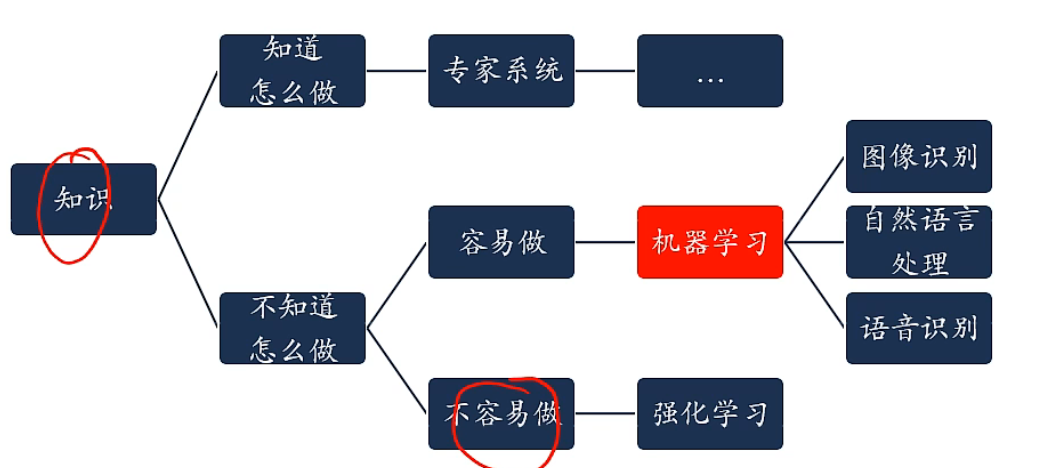 知道
怎么做
专家系统
...
图像识别
知识
容易做
机器学习
自然语言
处理
不知道
怎么做
语音识别
不容易做
强化学习